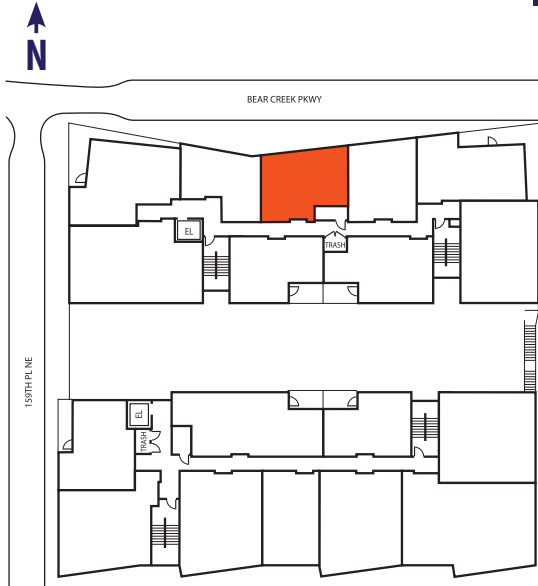 N
BEAR CREEK PKWY
EL
TRASH
159TH PL NE
EL
TRASH